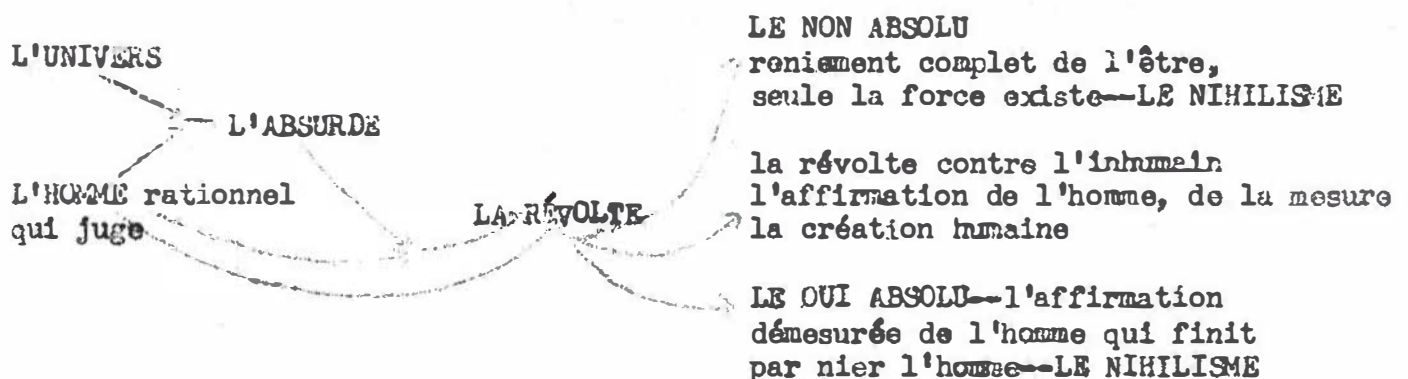 L'UNIVERS
L'ABSURDE
L'HOMME rationnel
qui juge
LA RÉVOLTE
LE NON ABSOLU
reniement complet de l'être,
seule la force existe--LE NIHILISME
la révolte contre l'inhumain
l'affirmation de l'homme, de la mesure
la création humaine
LE OUI ABSOLU--l'affirmation
démesurée de l'homme qui finit
par nier l'homme--LE NIHILISME